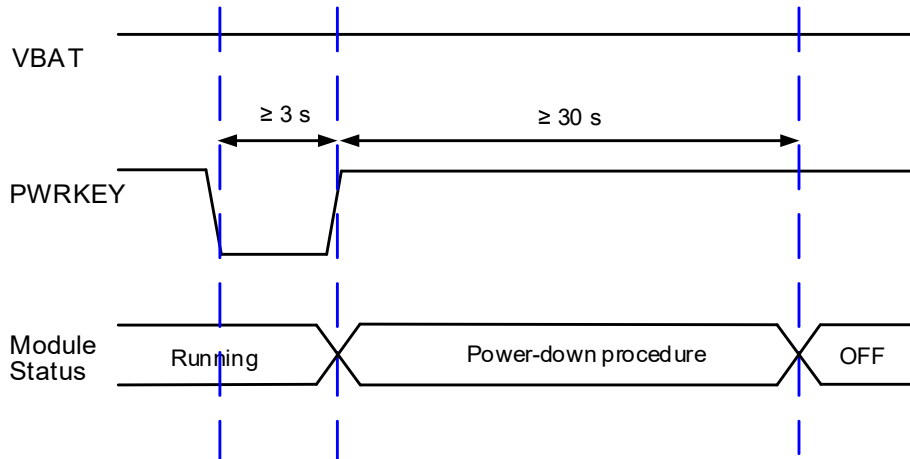 VBAT
≥ 3 s
≥ 30 s
PWRKEY
Module
Status
Running
Power-down procedure
OFF